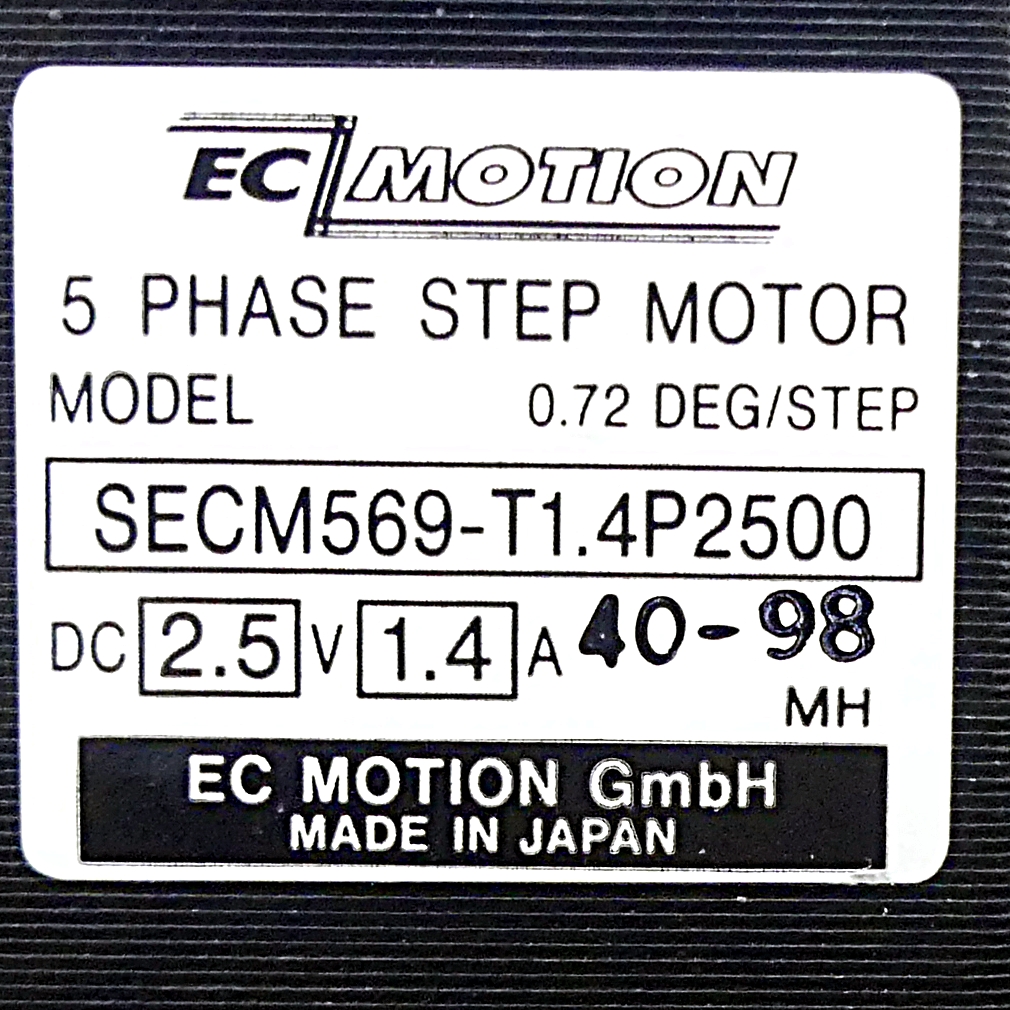 EC MOTION
5 PHASE STEP MOTOR
MODEL 0.72 DEG/STEP
SECM569-T1.4P2500
DC 2.5 V 1.4 A 40-98
MH
EC MOTION GmbH
MADE IN JAPAN